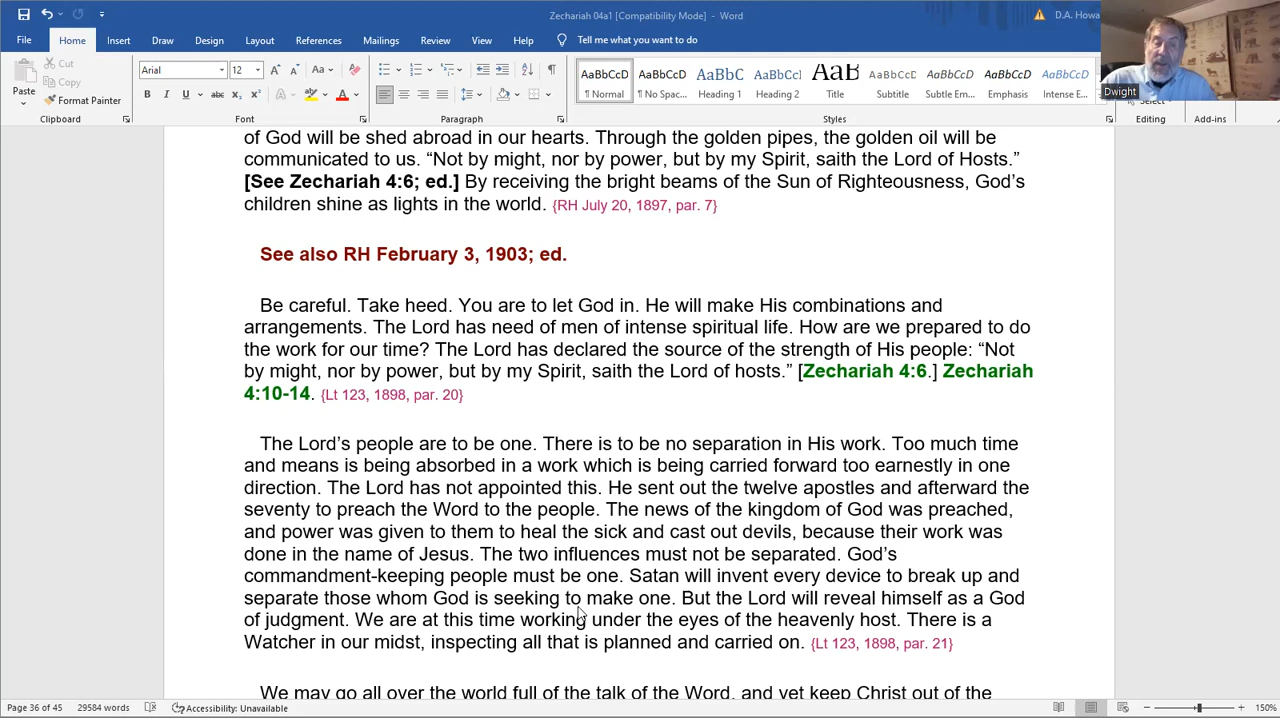 Zechariah 04a1 [Compatibility Mode] - Word
D.A. Howa
File Home Insert Draw Design Layout References Mailings Review View Help Tell me what you want to do
Paste
Cut
Copy
Format Painter
Arial 12
AaBbCcD AaBbCcD AaBbC AaBbCcD AaB AaBbCcD AaBbCcD AaBbCcD AaBbCcD
¶ Normal ¶ No Spac... Heading 1 Heading 2 Title Subtitle Subtle Em... Emphasis Intense E...
Dwight
Select
Clipboard Font Paragraph Styles Editing Add-ins
of God will be shed abroad in our hearts. Through the golden pipes, the golden oil will be
communicated to us. “Not by might, nor by power, but by my Spirit, saith the Lord of Hosts.”
[See Zechariah 4:6; ed.] By receiving the bright beams of the Sun of Righteousness, God’s
children shine as lights in the world. {RH July 20, 1897, par. 7}
See also RH February 3, 1903; ed.
Be careful. Take heed. You are to let God in. He will make His combinations and
arrangements. The Lord has need of men of intense spiritual life. How are we prepared to do
the work for our time? The Lord has declared the source of the strength of His people: “Not
by might, nor by power, but by my Spirit, saith the Lord of hosts.” [Zechariah 4:6.] Zechariah
4:10-14. {Lt 123, 1898, par. 20}
The Lord’s people are to be one. There is to be no separation in His work. Too much time
and means is being absorbed in a work which is being carried forward too earnestly in one
direction. The Lord has not appointed this. He sent out the twelve apostles and afterward the
seventy to preach the Word to the people. The news of the kingdom of God was preached,
and power was given to them to heal the sick and cast out devils, because their work was
done in the name of Jesus. The two influences must not be separated. God’s
commandment-keeping people must be one. Satan will invent every device to break up and
separate those whom God is seeking to make one. But the Lord will reveal himself as a God
of judgment. We are at this time working under the eyes of the heavenly host. There is a
Watcher in our midst, inspecting all that is planned and carried on. {Lt 123, 1898, par. 21}
We may go all over the world full of the talk of the Word, and yet keep Christ out of the
Page 36 of 45 29584 words Accessibility: Unavailable 150%